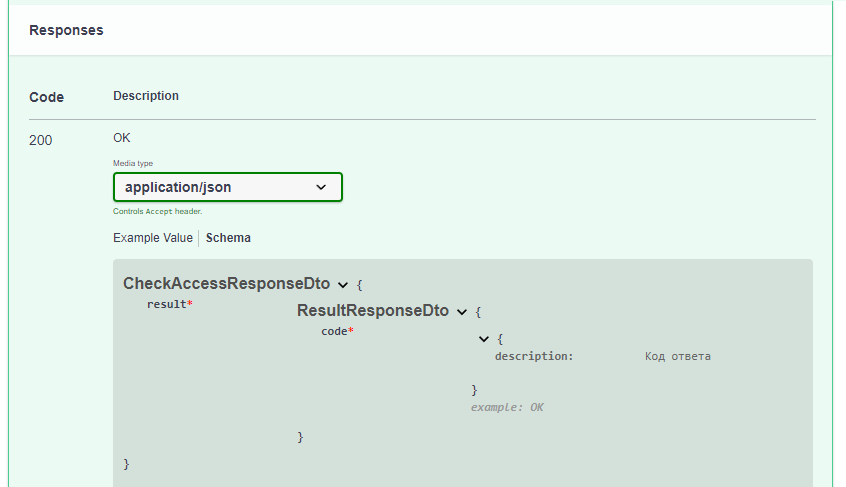 Responses
Code Description
200 OK
Media type
application/json
Controls Accept header.
Example Value Schema
CheckAccessResponseDto {
result* ResultResponseDto {
code* {
description: Код ответа
}
example: OK
}
}